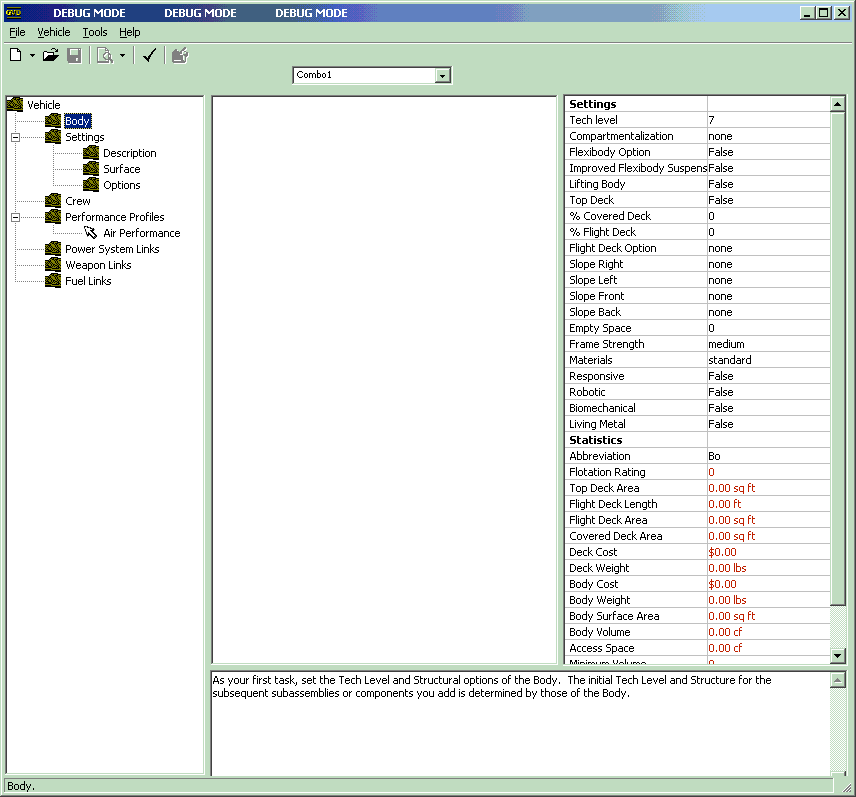 GVD DEBUG MODE DEBUG MODE DEBUG MODE
File Vehicle Tools Help
Combo1
Vehicle
Body
Settings
Description
Surface
Options
Crew
Performance Profiles
Air Performance
Power System Links
Weapon Links
Fuel Links
Settings
Tech level 7
Compartmentalization none
Flexibody Option False
Improved Flexibody Suspens False
Lifting Body False
Top Deck False
% Covered Deck 0
% Flight Deck 0
Flight Deck Option none
Slope Right none
Slope Left none
Slope Front none
Slope Back none
Empty Space 0
Frame Strength medium
Materials standard
Responsive False
Robotic False
Biomechanical False
Living Metal False
Statistics
Abbreviation Bo
Flotation Rating 0
Top Deck Area 0.00 sq ft
Flight Deck Length 0.00 ft
Flight Deck Area 0.00 sq ft
Covered Deck Area 0.00 sq ft
Deck Cost $0.00
Deck Weight 0.00 lbs
Body Cost $0.00
Body Weight 0.00 lbs
Body Surface Area 0.00 sq ft
Body Volume 0.00 cf
Access Space 0.00 cf
Minimum Volume 0
As your first task, set the Tech Level and Structural options of the Body.  The initial Tech Level and Structure for the
subsequent subassemblies or components you add is determined by those of the Body.
Body.